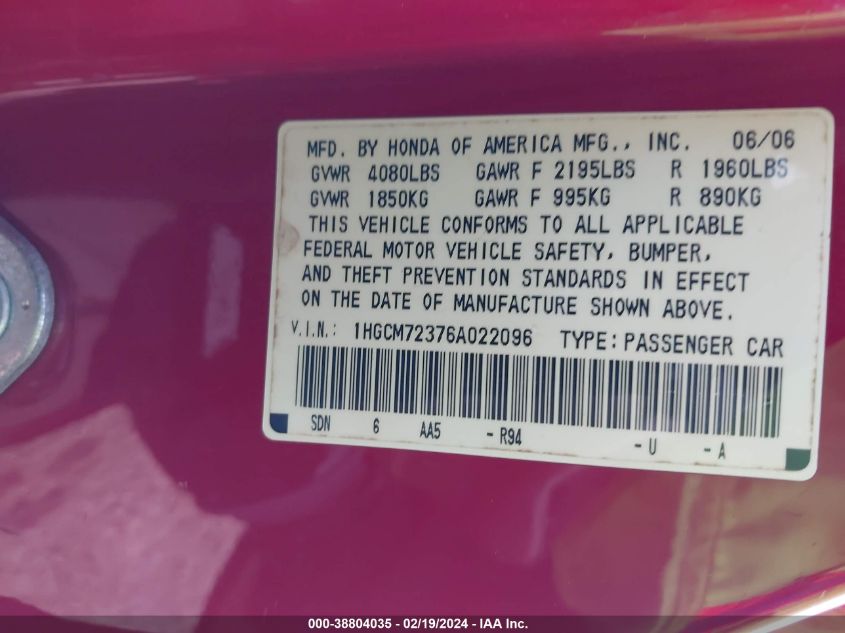 MFD. BY HONDA OF AMERICA MFG., INC. 06/06
GVWR 4080LBS GAWR F 2195LBS R 1960LBS
GVWR 1850KG GAWR F 995KG R 890KG
THIS VEHICLE CONFORMS TO ALL APPLICABLE
FEDERAL MOTOR VEHICLE SAFETY, BUMPER,
AND THEFT PREVENTION STANDARDS IN EFFECT
ON THE DATE OF MANUFACTURE SHOWN ABOVE.
V.I.N.: 1HGCM72376A022096 TYPE: PASSENGER CAR
SDN 6 AA5 - R94 - U - A
000-38804035 - 02/19/2024 - IAA Inc.